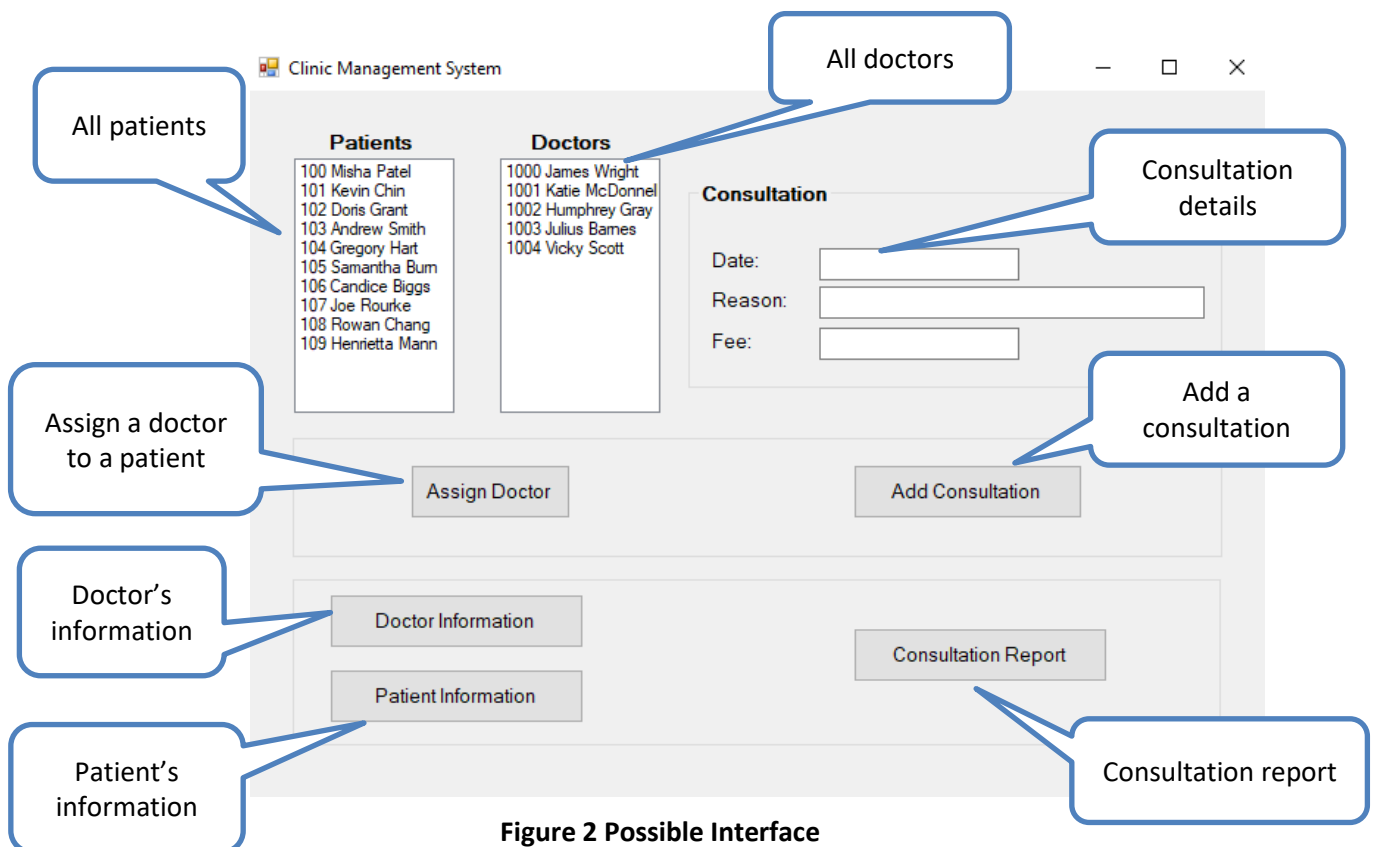 All doctors
Clinic Management System
All patients
Patients
Doctors
100 Misha Patel
101 Kevin Chin
102 Doris Grant
103 Andrew Smith
104 Gregory Hart
105 Samantha Burn
106 Candice Biggs
107 Joe Rourke
108 Rowan Chang
109 Henrietta Mann
1000 James Wright
1001 Katie McDonnel
1002 Humphrey Gray
1003 Julius Barnes
1004 Vicky Scott
Consultation
Date:
Reason:
Fee:
Consultation
details
Assign a doctor
to a patient
Add a
consultation
Assign Doctor
Add Consultation
Doctor's
information
Doctor Information
Consultation Report
Patient Information
Patient's
information
Consultation report
Figure 2 Possible Interface